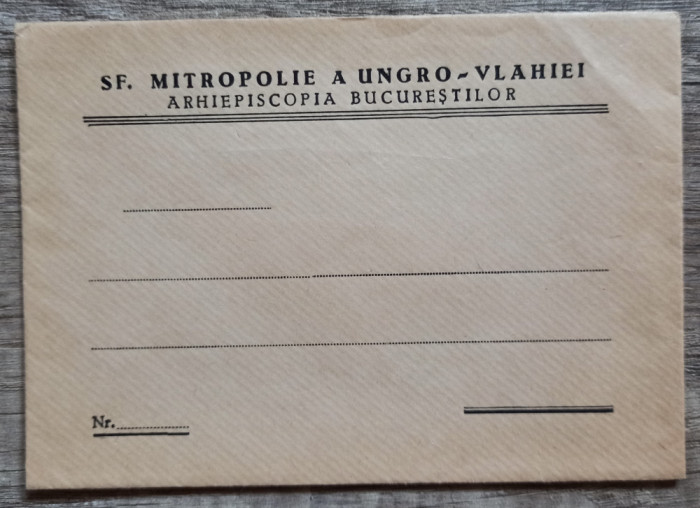 SF. MITROPOLIE A UNGRO-VLAHIEI
ARHIEPISCOPIA BUCUREȘTILOR
Nr.